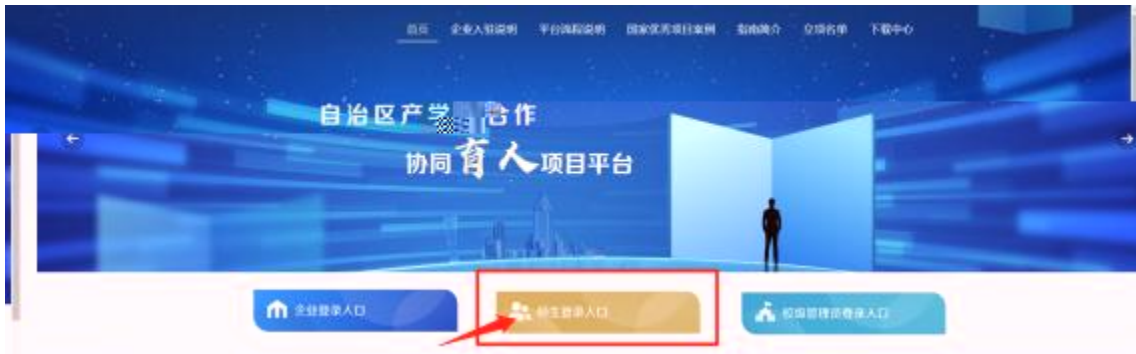 首页 企业入驻说明 平台流程说明 国家优秀项目案例 指南简介 立项名单 下载中心
自治区产学 合作
协同育人项目平台
企业登录入口 师生登录入口 校级管理员登录入口